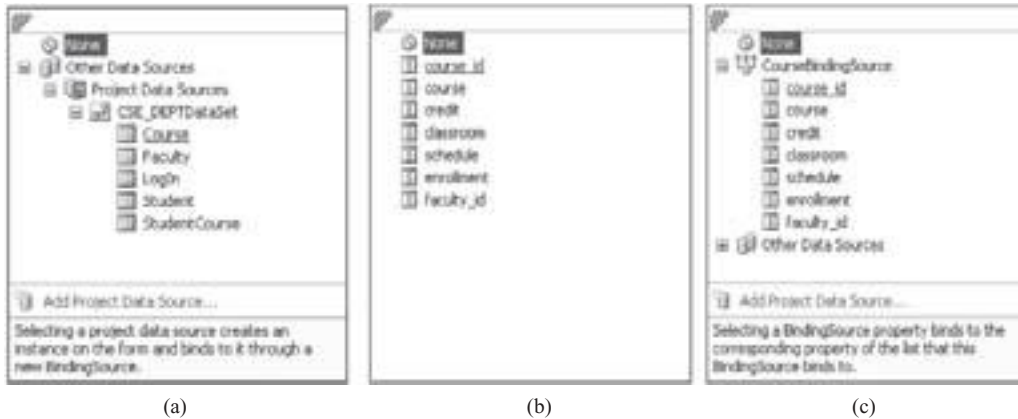 None
Other Data Sources
Project Data Sources
CSE_DEPTDataSet
Course
Faculty
LogIn
Student
StudentCourse
Add Project Data Source...
Selecting a project data source creates an
instance on the form and binds to it through a
new BindingSource.
(a)
None
course_id
course
credit
classroom
schedule
enrollment
faculty_id
(b)
None
CourseBindingSource
course_id
course
credit
classroom
schedule
enrollment
faculty_id
Other Data Sources
Add Project Data Source...
Selecting a BindingSource property binds to the
corresponding property of the list that this
BindingSource binds to.
(c)